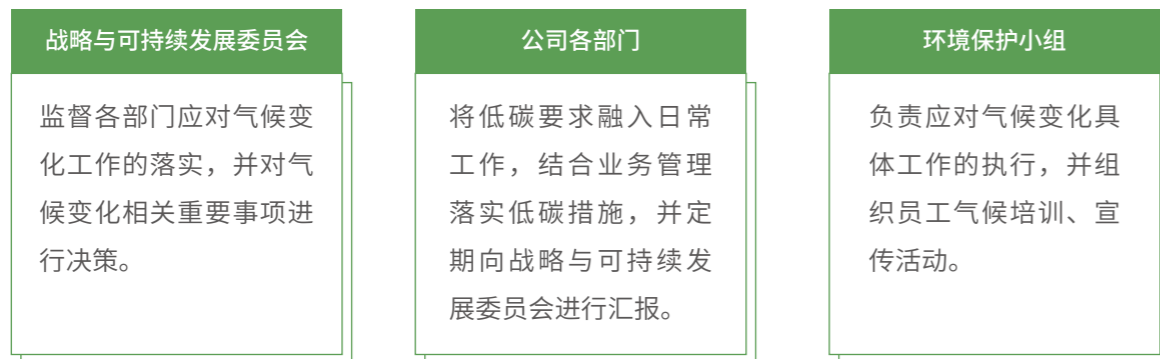 战略与可持续发展委员会
监督各部门应对气候变
化工作的落实，并对气
候变化相关重要事项进
行决策。
公司各部门
将低碳要求融入日常
工作，结合业务管理
落实低碳措施，并定
期向战略与可持续发
展委员会进行汇报。
环境保护小组
负责应对气候变化具
体工作的执行，并组
织员工气候培训、宣
传活动。